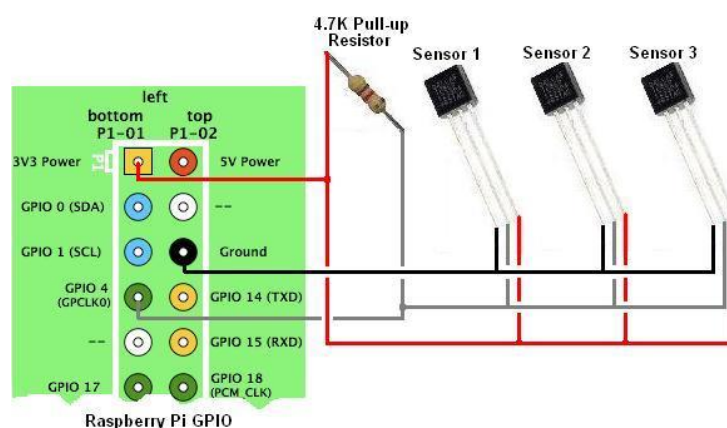 4.7K Pull-up
Resistor
Sensor 1
Sensor 2
Sensor 3
left
bottom
top
P1-01
P1-02
3V3 Power
P1
5V Power
GPIO 0 (SDA)
--
GPIO 1 (SCL)
Ground
GPIO 4
(GPCLK0)
GPIO 14 (TXD)
--
GPIO 15 (RXD)
GPIO 17
GPIO 18
(PCM_CLK)
Raspberry Pi GPIO